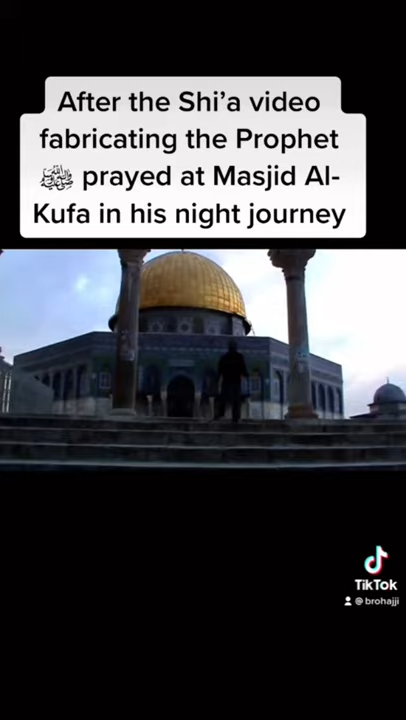 After the Shi’a video
fabricating the Prophet
ﷺ prayed at Masjid Al-
Kufa in his night journey
TikTok
@ brohajji